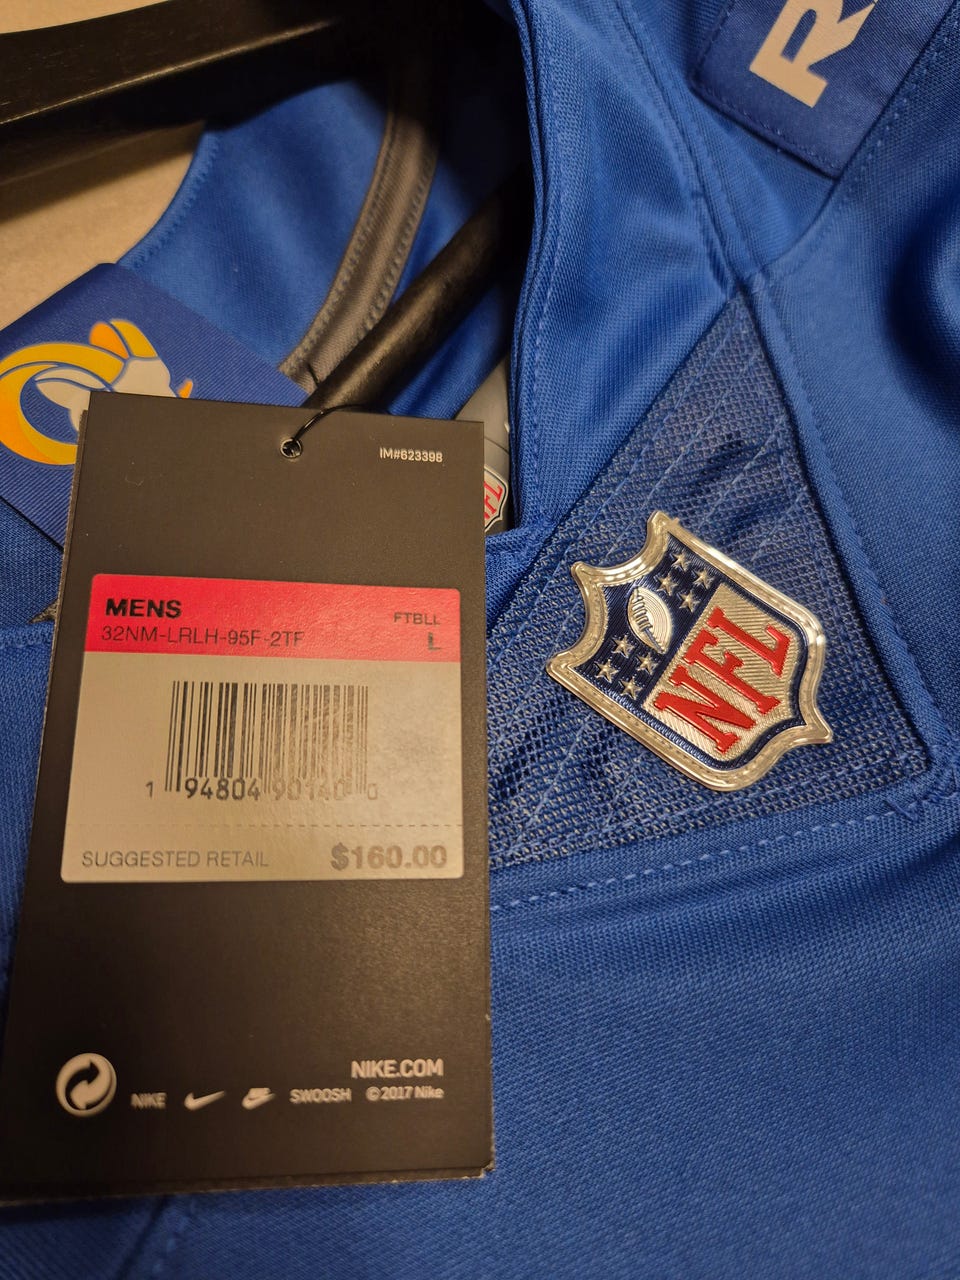 R
IM#623398
NFL
MENS
FTBLL
32NM-LRLH-95F-2TF
L
NFL
1 94804 90140 0
SUGGESTED RETAIL $160.00
NIKE.COM
NIKE SWOOSH © 2017 Nike